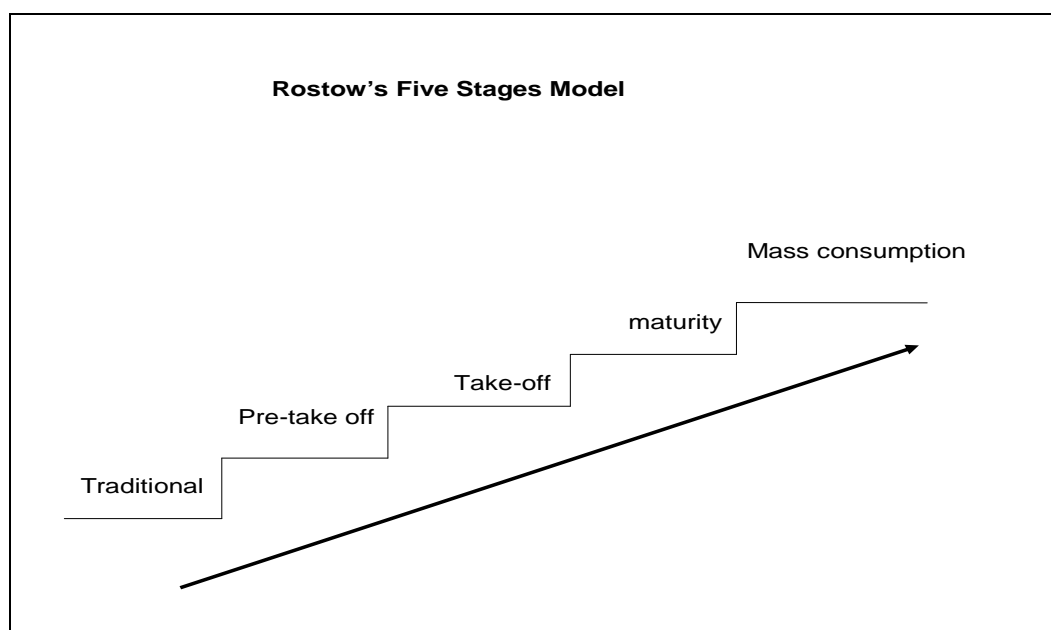 Rostow’s Five Stages Model
Mass consumption
maturity
Take-off
Pre-take off
Traditional